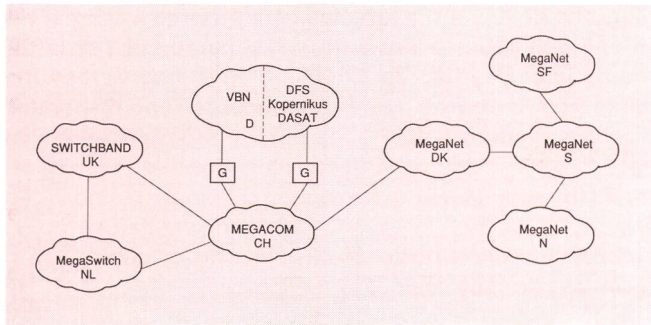 MegaNet
SF
VBN
D
DFS
Kopernikus
DASAT
SWITCHBAND
UK
MegaNet
DK
MegaNet
S
G
G
MEGACOM
CH
MegaNet
N
MegaSwitch
NL